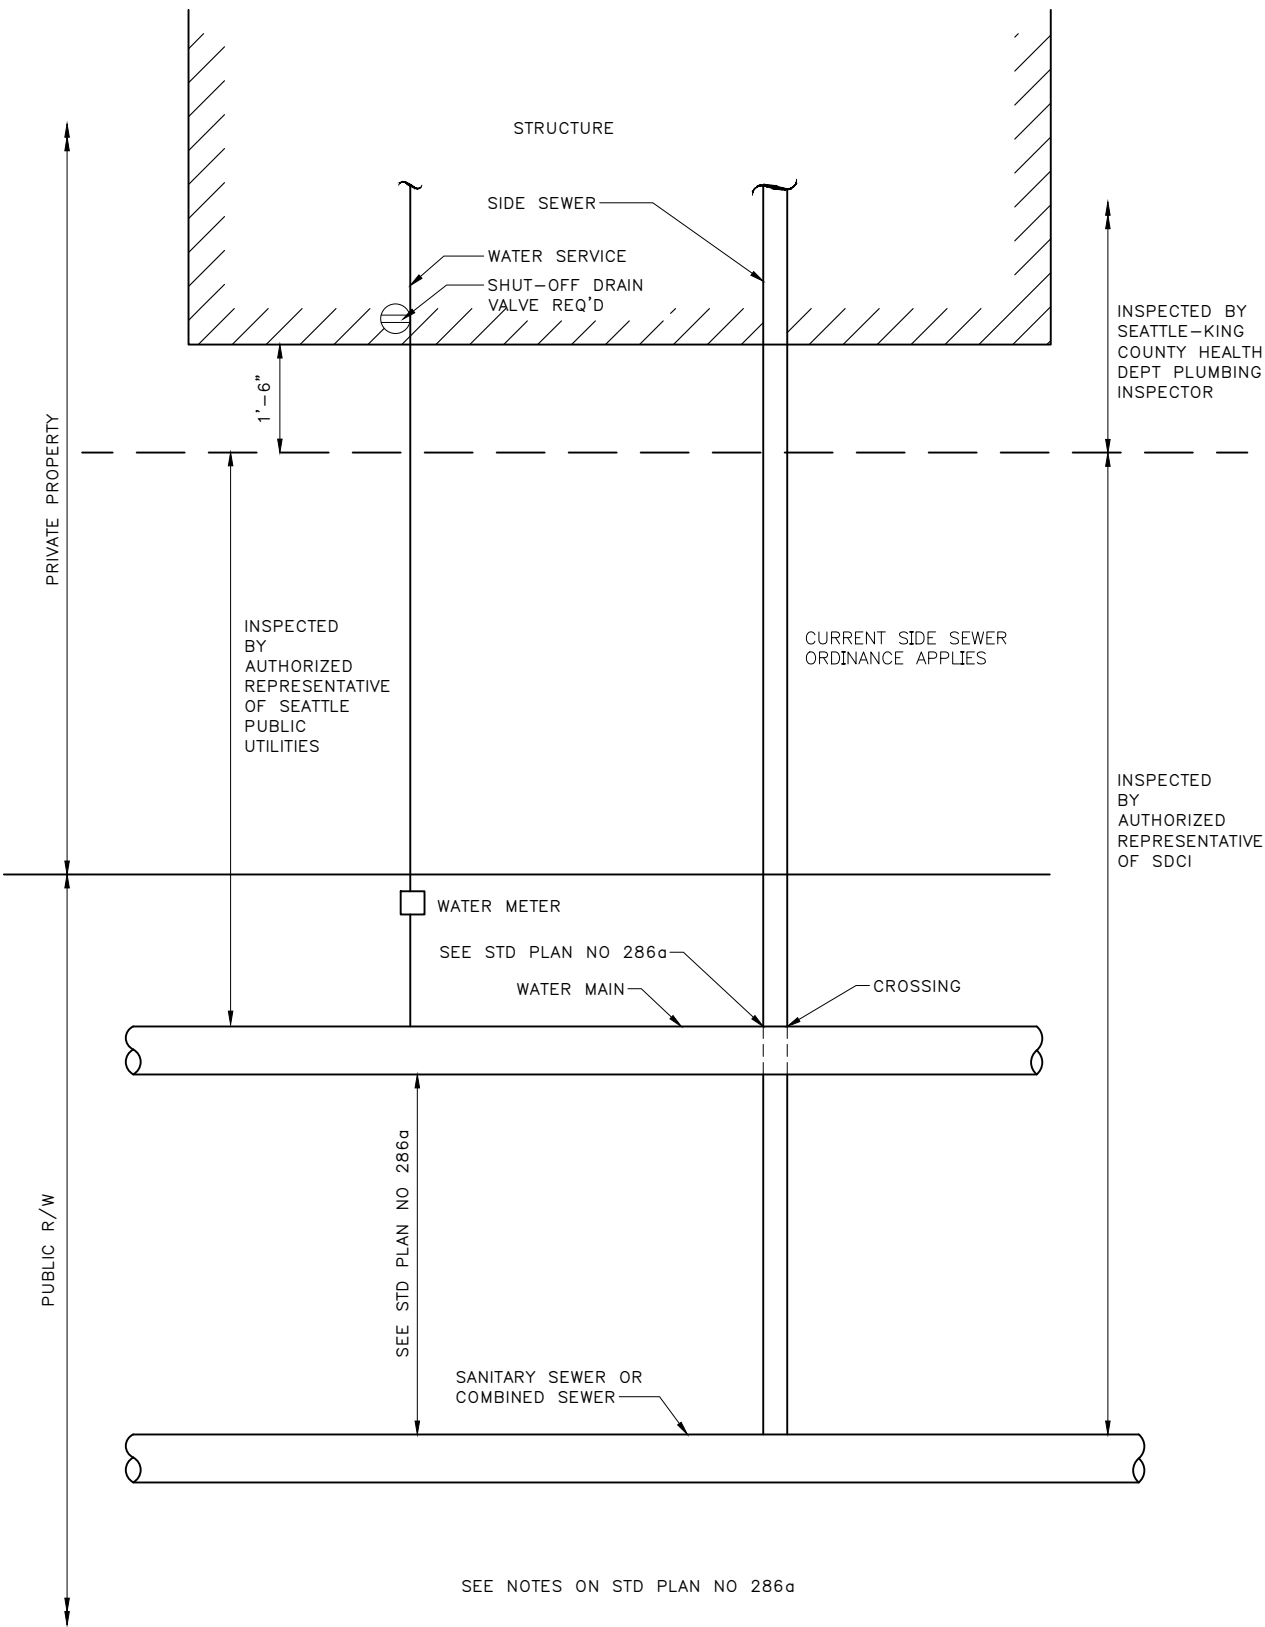 STRUCTURE
SIDE SEWER
WATER SERVICE
SHUT-OFF DRAIN
VALVE REQ'D
INSPECTED BY
SEATTLE-KING
COUNTY HEALTH
DEPT PLUMBING
INSPECTOR
1'-6"
PRIVATE PROPERTY
INSPECTED
BY
AUTHORIZED
REPRESENTATIVE
OF SEATTLE
PUBLIC
UTILITIES
CURRENT SIDE SEWER
ORDINANCE APPLIES
INSPECTED
BY
AUTHORIZED
REPRESENTATIVE
OF SDCI
WATER METER
SEE STD PLAN NO 286a
WATER MAIN
CROSSING
SEE STD PLAN NO 286a
PUBLIC R/W
SANITARY SEWER OR
COMBINED SEWER
SEE NOTES ON STD PLAN NO 286a